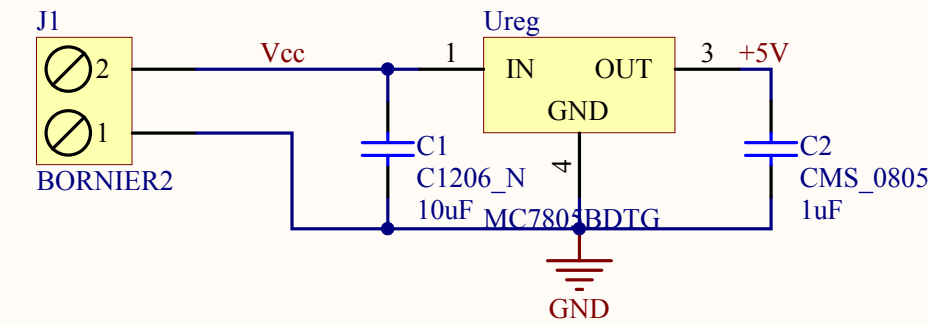 J1
Ureg
2
Vcc
1
IN
OUT
3
+5V
GND
1
4
C1
C1206_N
10uF
C2
CMS_0805
1uF
BORNIER2
MC7805BDTG
GND